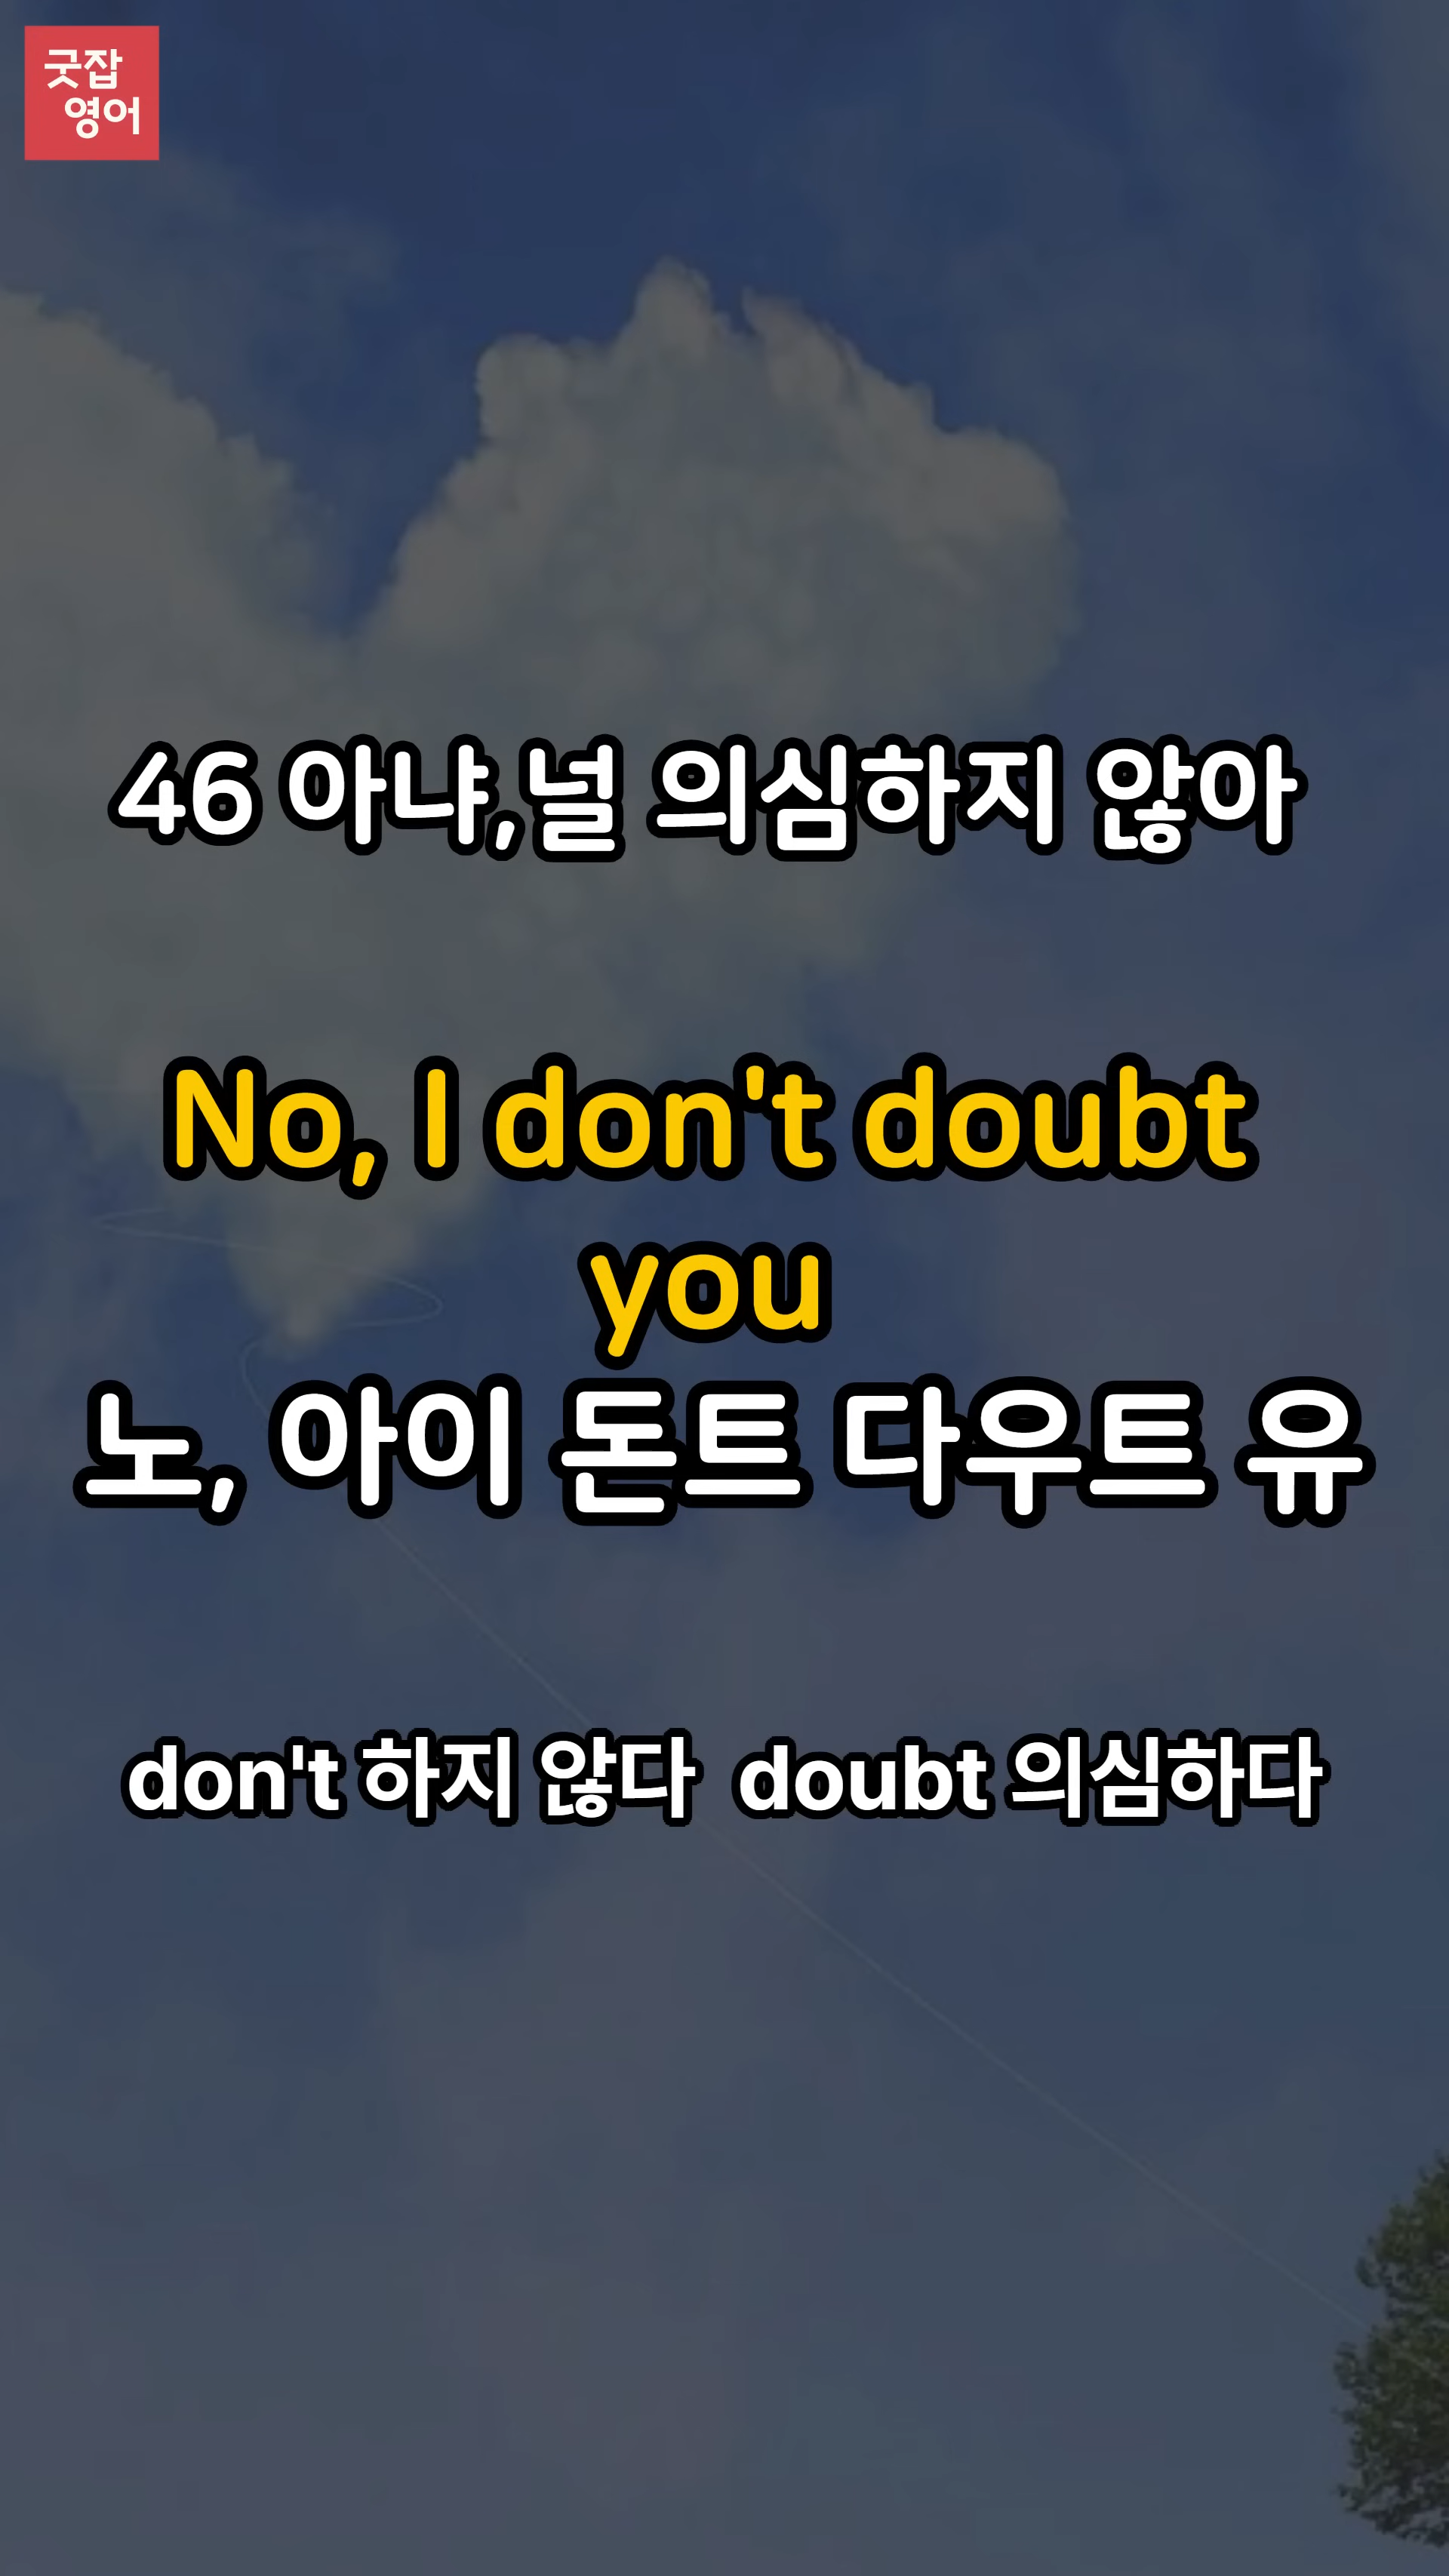 굿잡
영어
46 아냐,널 의심하지 않아
No, I don't doubt
you
노, 아이 돈트 다우트 유
don't 하지 않다  doubt 의심하다